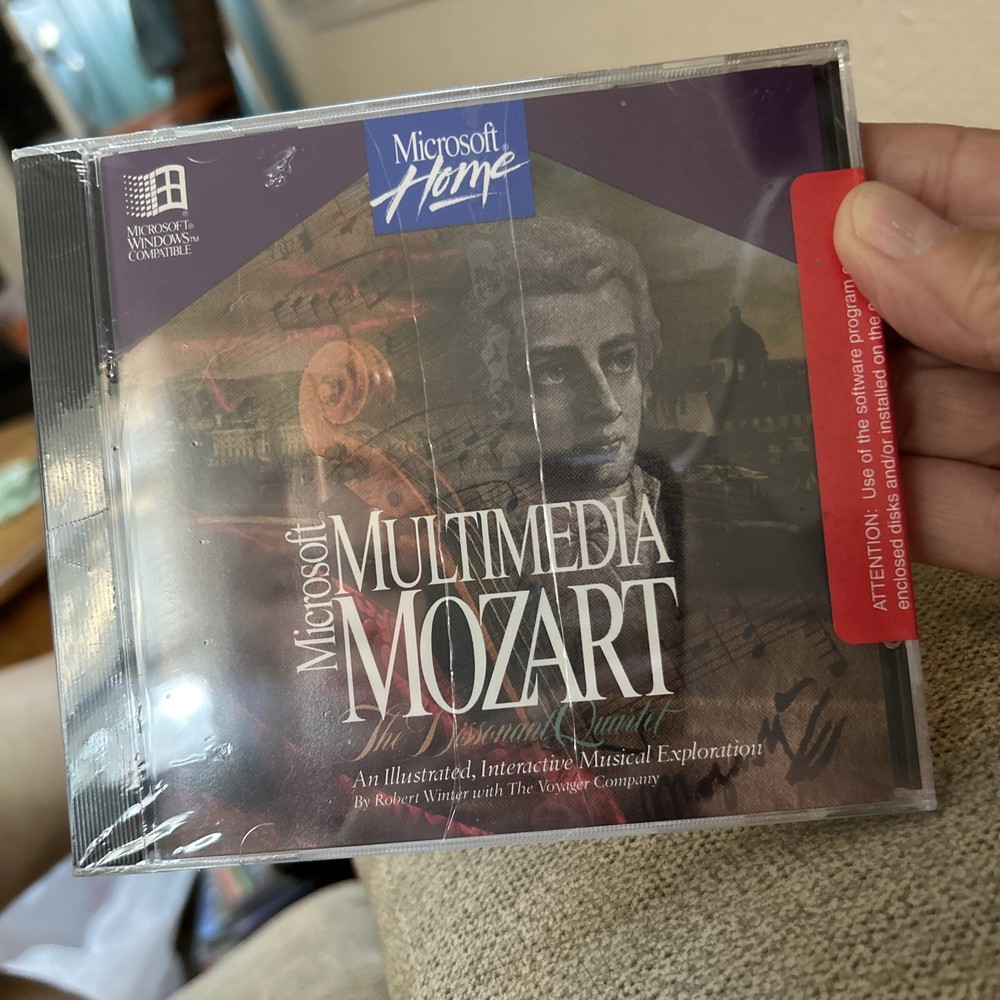 Microsoft®
Home
MICROSOFT®
WINDOWS™
COMPATIBLE
Microsoft®
MULTIMEDIA
MOZART
The Dissonant Quartet
An Illustrated, Interactive Musical Exploration
By Robert Winter with The Voyager Company
ATTENTION: Use of the software program
enclosed disks and/or installed on the